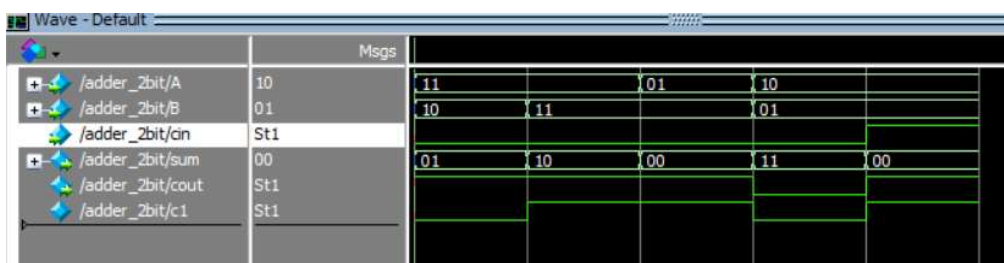 Wave - Default
Msgs
/adder_2bit/A 10 11 01 10
/adder_2bit/B 01 10 11 01
/adder_2bit/cin St1
/adder_2bit/sum 00 01 10 00 11 00
/adder_2bit/cout St1
/adder_2bit/c1 St1